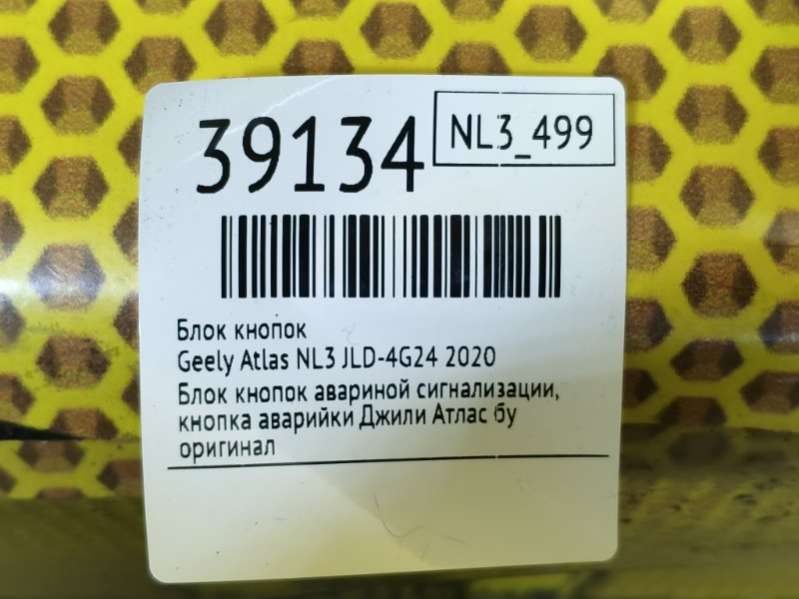 39134
NL3_499
Блок кнопок
Geely Atlas NL3 JLD-4G24 2020
Блок кнопок авариной сигнализации,
кнопка аварийки Джили Атлас бу
оригинал